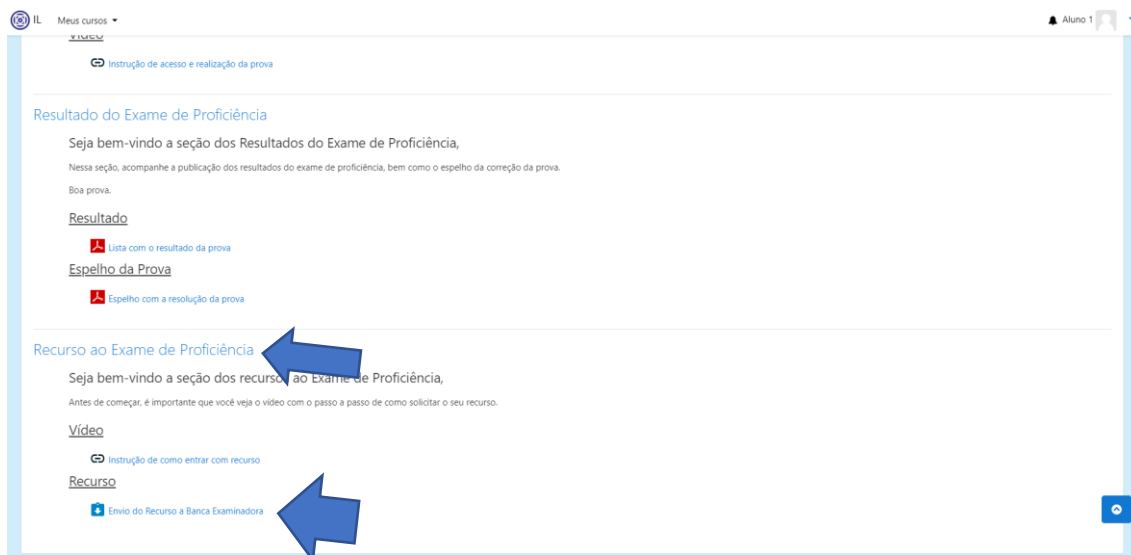 IL Meus cursos Aluno 1
Vídeo
Instrução de acesso e realização da prova
Resultado do Exame de Proficiência
Seja bem-vindo a seção dos Resultados do Exame de Proficiência,
Nessa seção, acompanhe a publicação dos resultados do exame de proficiência, bem como o espelho da correção da prova.
Boa prova.
Resultado
Lista com o resultado da prova
Espelho da Prova
Espelho com a resolução da prova
Recurso ao Exame de Proficiência
Seja bem-vindo a seção dos recursos ao Exame de Proficiência,
Antes de começar, é importante que você veja o vídeo com o passo a passo de como solicitar o seu recurso.
Vídeo
Instrução de como entrar com recurso
Recurso
Envio do Recurso a Banca Examinadora